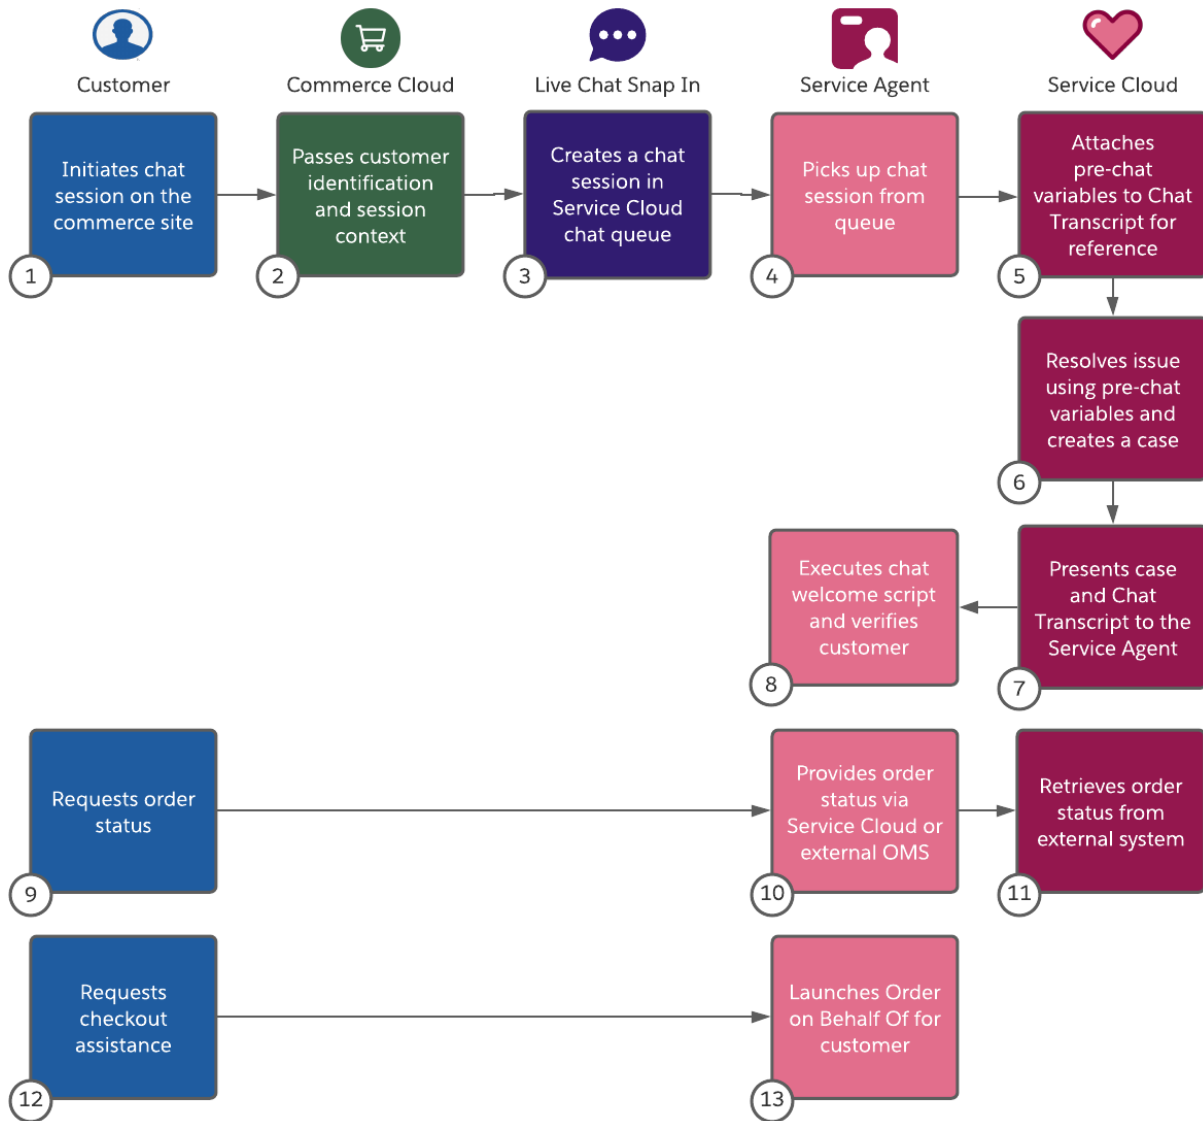 Customer
Commerce Cloud
Live Chat Snap In
Service Agent
Service Cloud
Initiates chat
session on the
commerce site
1
Passes customer
identification
and session
context
2
Creates a chat
session in
Service Cloud
chat queue
3
Picks up chat
session from
queue
4
Attaches
pre-chat
variables to Chat
Transcript for
reference
5
Resolves issue
using pre-chat
variables and
creates a case
6
Presents case
and Chat
Transcript to the
Service Agent
7
Executes chat
welcome script
and verifies
customer
8
Requests order
status
9
Provides order
status via
Service Cloud or
external OMS
10
Retrieves order
status from
external system
11
Requests
checkout
assistance
12
Launches Order
on Behalf Of for
customer
13